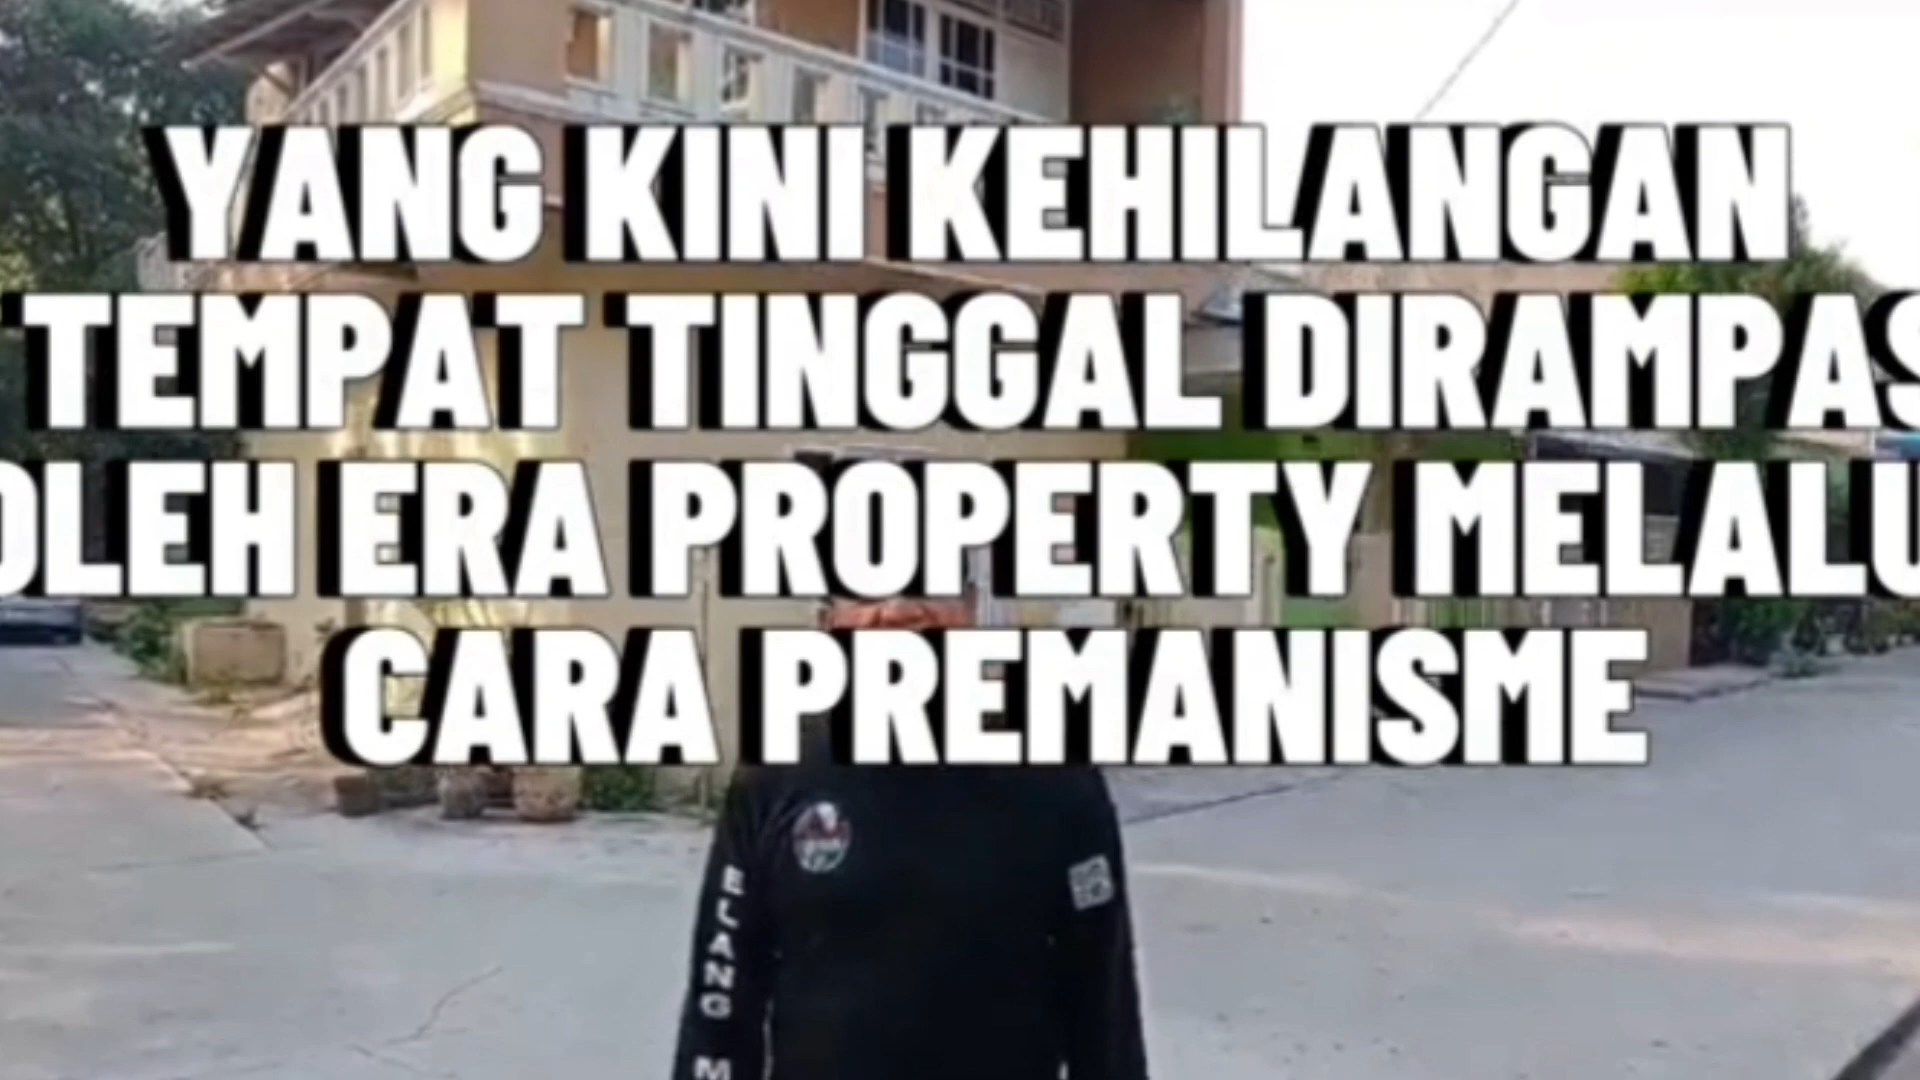 YANG KINI KEHILANGAN
TEMPAT TINGGAL DIRAMPAS
OLEH ERA PROPERTY MELALU
CARA PREMANISME
ELANG M